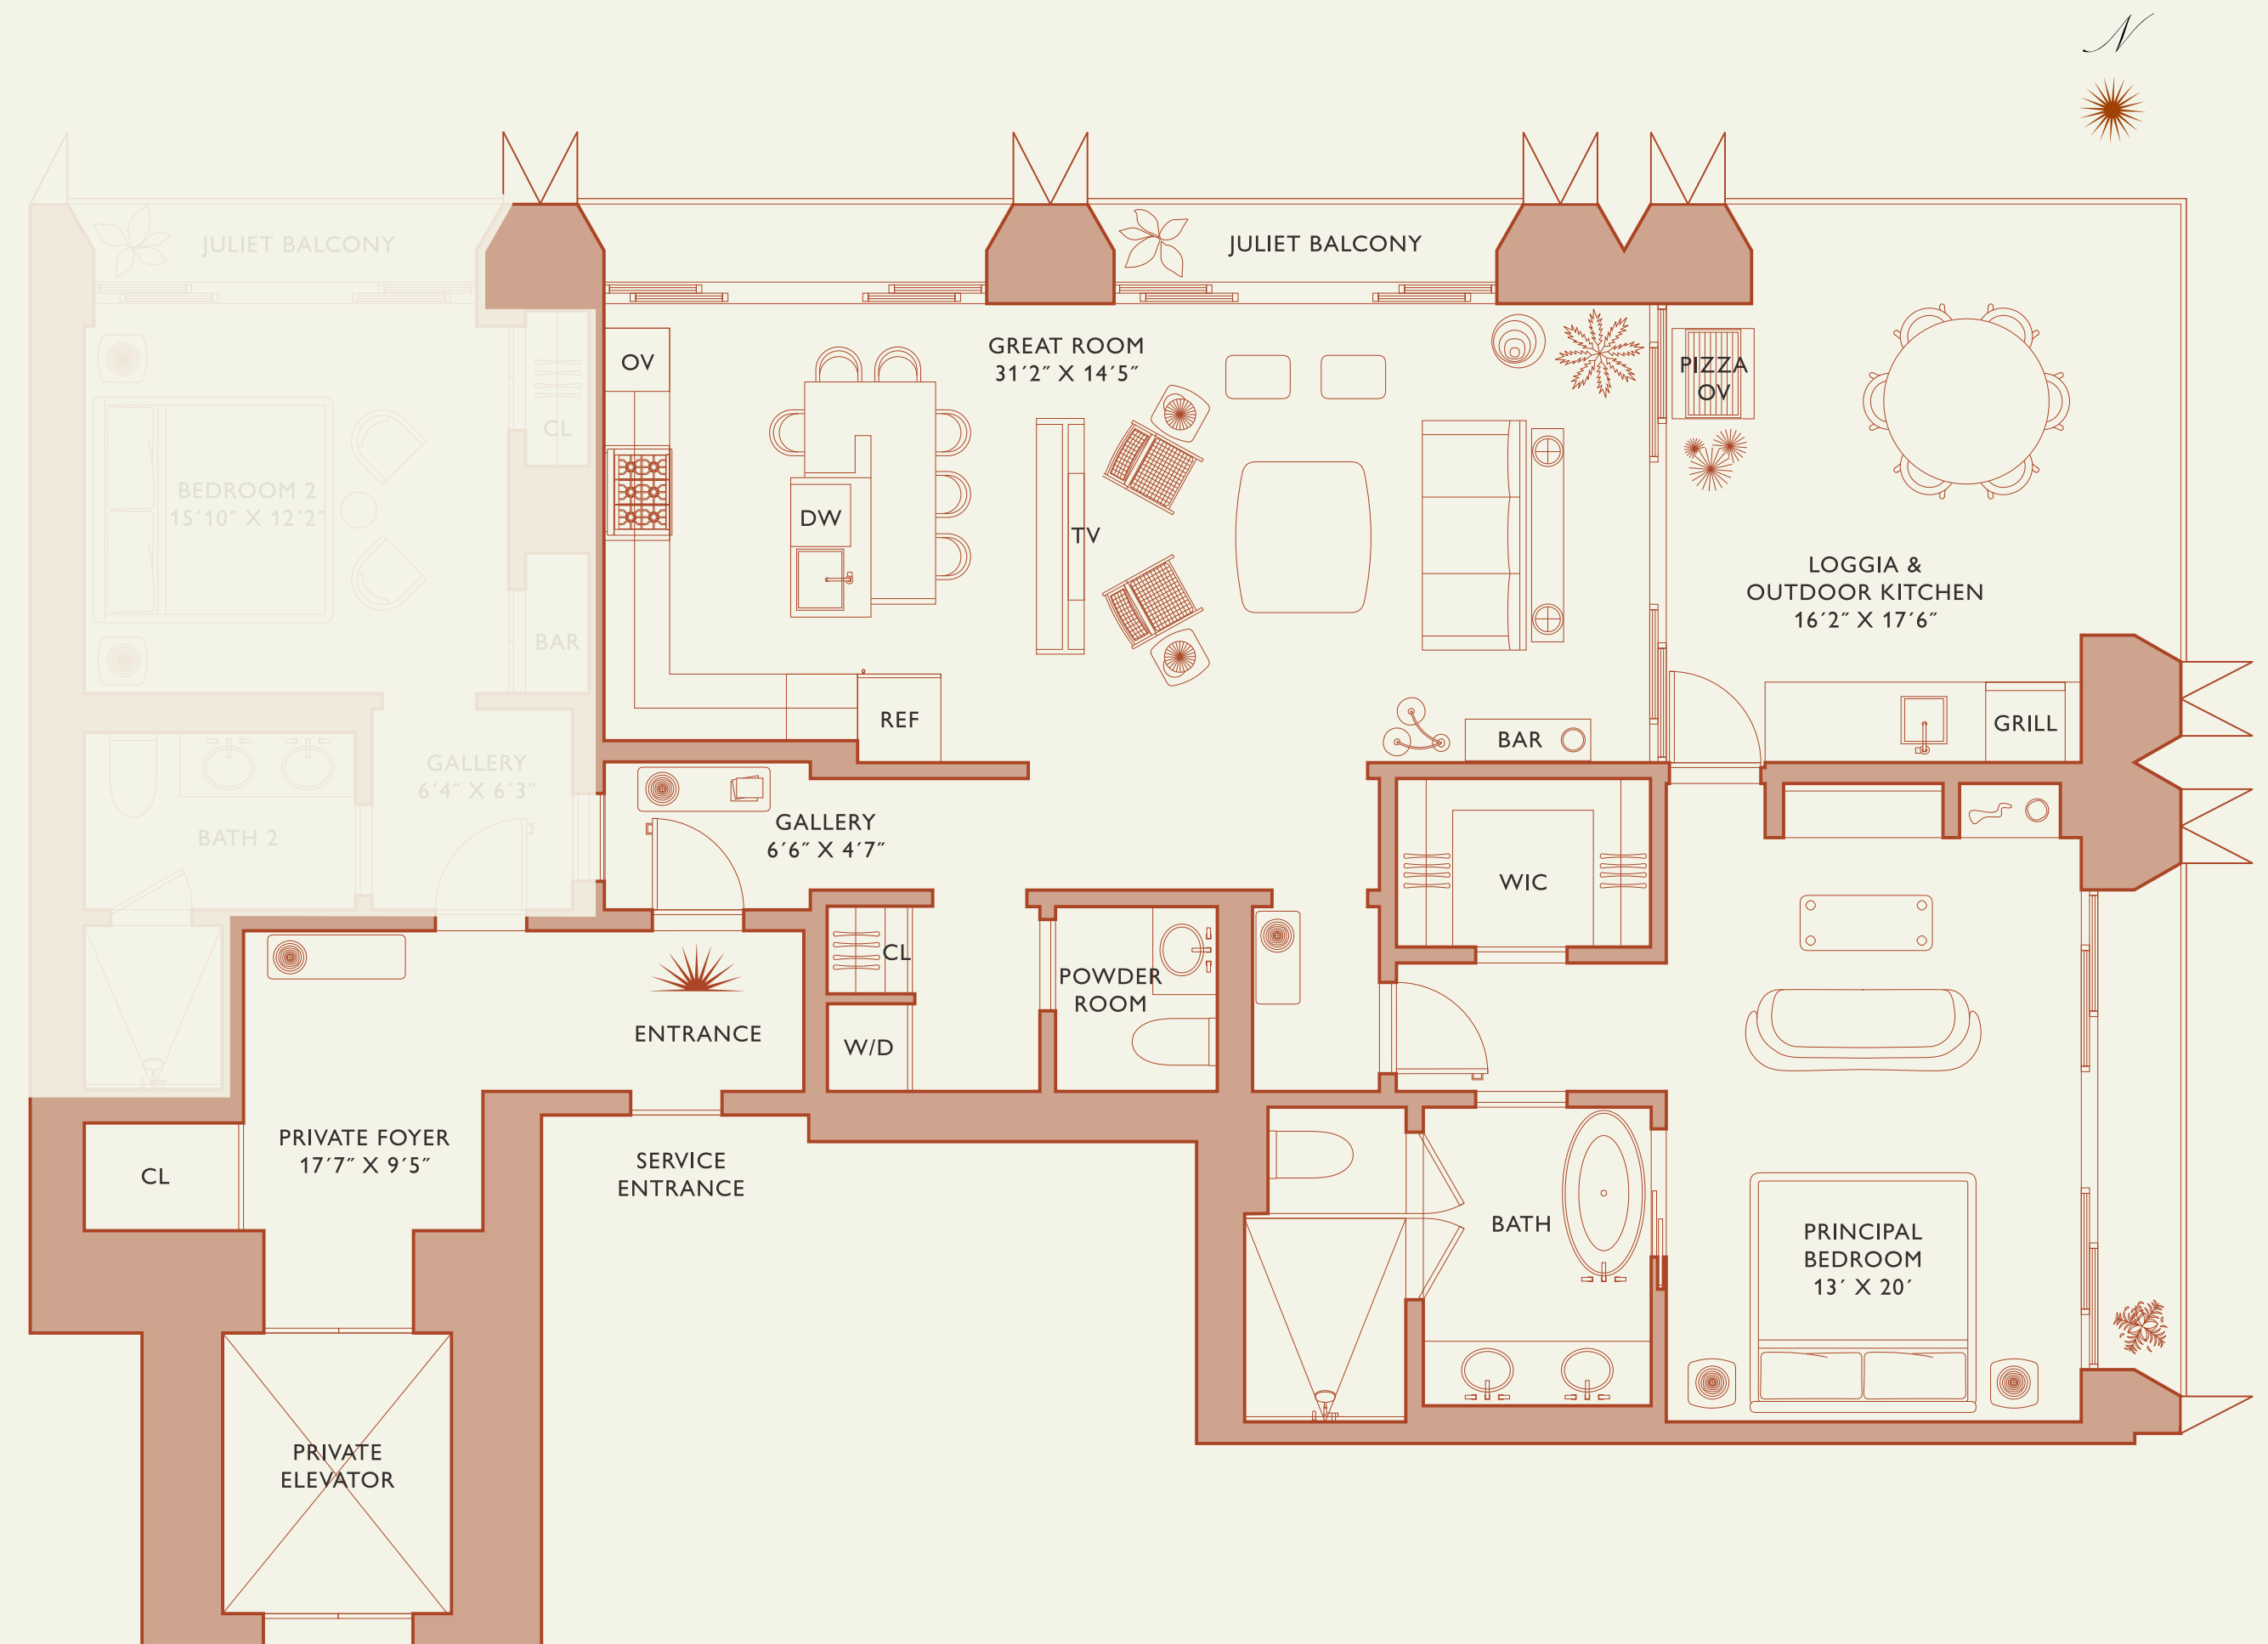 N
JULIET BALCONY
JULIET BALCONY
GREAT ROOM
31´2˝ X 14´5˝
OV
PIZZA
OV
CL
BEDROOM 2
15´10˝ X 12´2˝
DW
TV
LOGGIA &
OUTDOOR KITCHEN
16´2˝ X 17´6˝
BAR
REF
BAR
GRILL
GALLERY
6´4˝ X 6´3˝
BATH 2
GALLERY
6´6˝ X 4´7˝
WIC
CL
POWDER
ROOM
ENTRANCE
W/D
PRIVATE FOYER
17´7˝ X 9´5˝
CL
SERVICE
ENTRANCE
BATH
PRINCIPAL
BEDROOM
13´ X 20´
PRIVATE
ELEVATOR